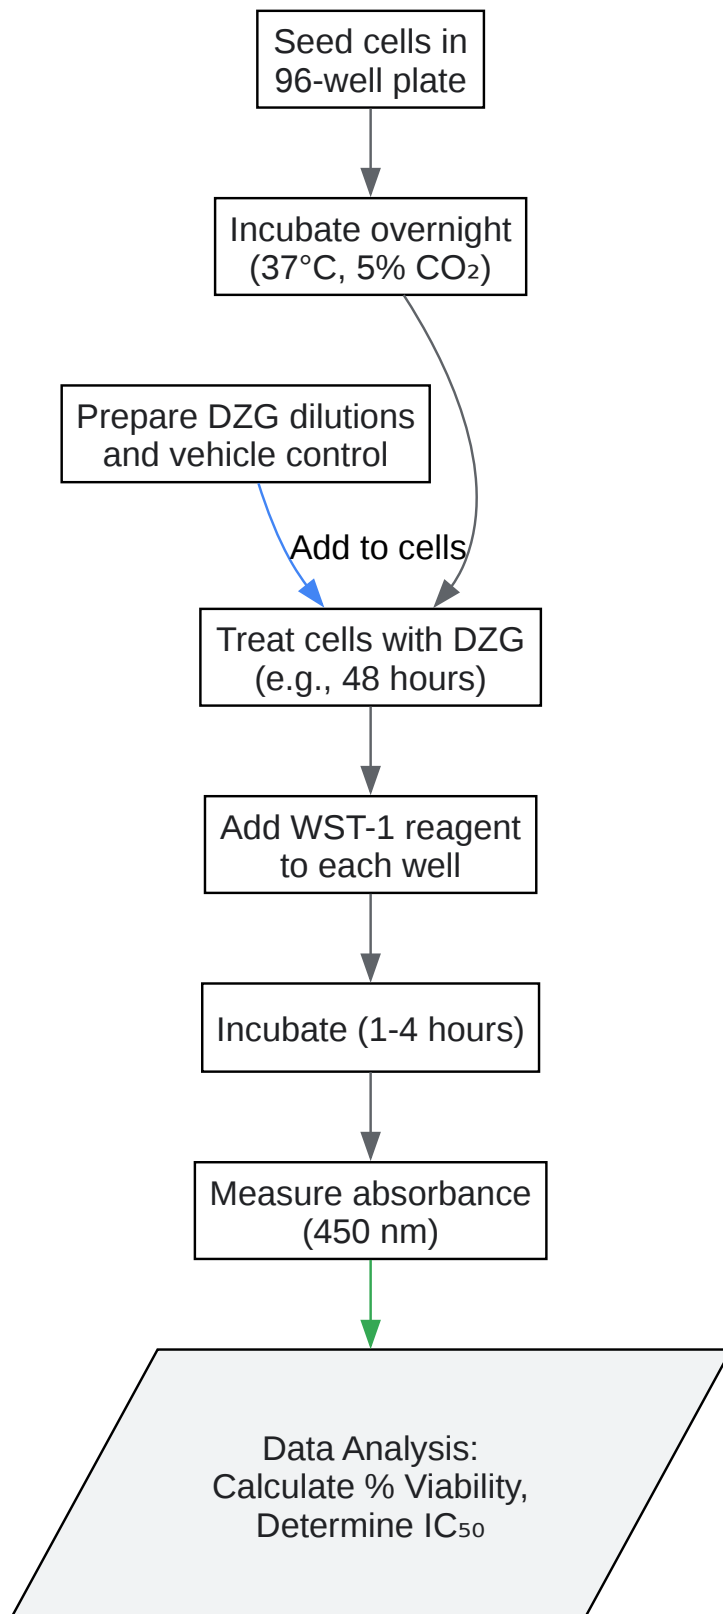 Seed cells in
96-well plate
Incubate overnight
(37°C, 5% CO₂)
Prepare DZG dilutions
and vehicle control
Add to cells
Treat cells with DZG
(e.g., 48 hours)
Add WST-1 reagent
to each well
Incubate (1-4 hours)
Measure absorbance
(450 nm)
Data Analysis:
Calculate % Viability,
Determine IC₅₀